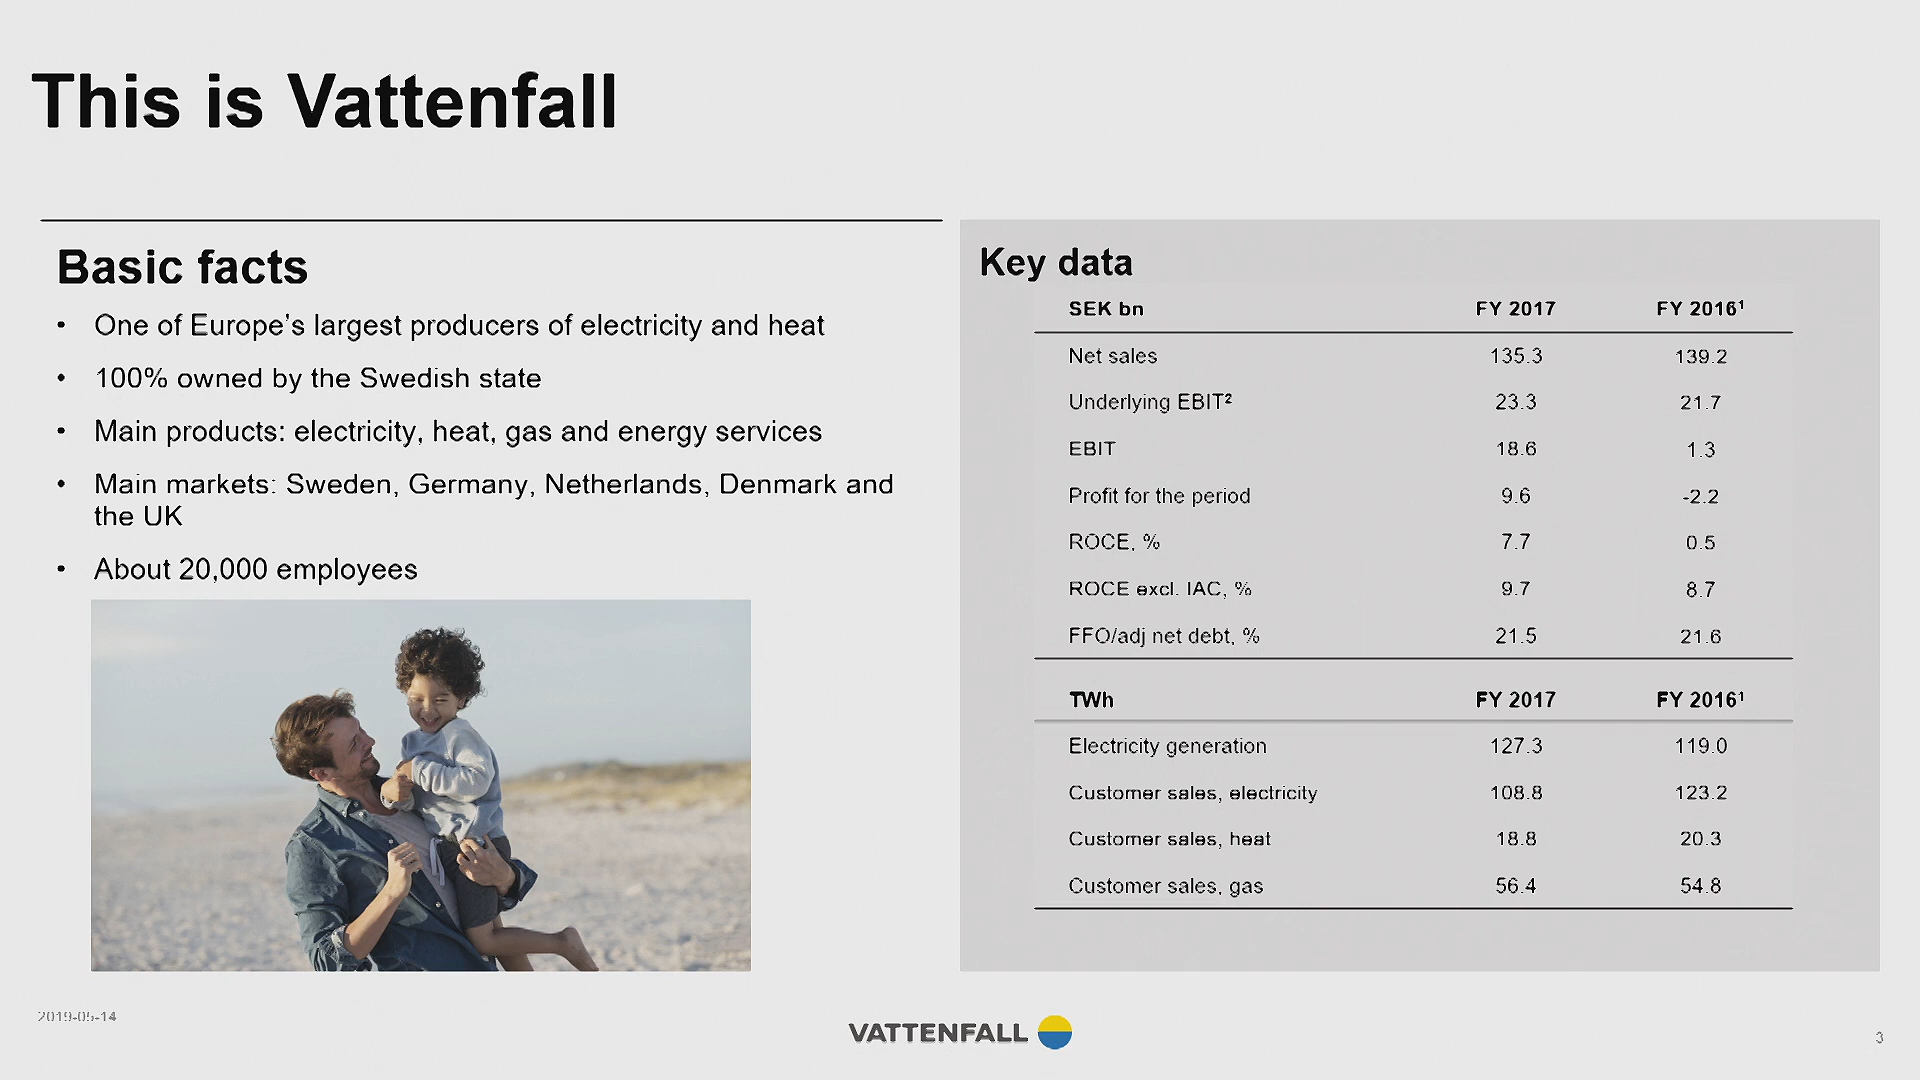 This is Vattenfall
Basic facts
• One of Europe's largest producers of electricity and heat
• 100% owned by the Swedish state
• Main products: electricity, heat, gas and energy services
• Main markets: Sweden, Germany, Netherlands, Denmark and
the UK
• About 20,000 employees
Key data
SEK bn FY 2017 FY 2016¹
Net sales 135.3 139.2
Underlying EBIT² 23.3 21.7
EBIT 18.6 1.3
Profit for the period 9.6 -2.2
ROCE, % 7.7 0.5
ROCE excl. IAC, % 9.7 8.7
FFO/adj net debt, % 21.5 21.6
TWh FY 2017 FY 2016¹
Electricity generation 127.3 119.0
Customer sales, electricity 108.8 123.2
Customer sales, heat 18.8 20.3
Customer sales, gas 56.4 54.8
2019-05-14
VATTENFALL
3